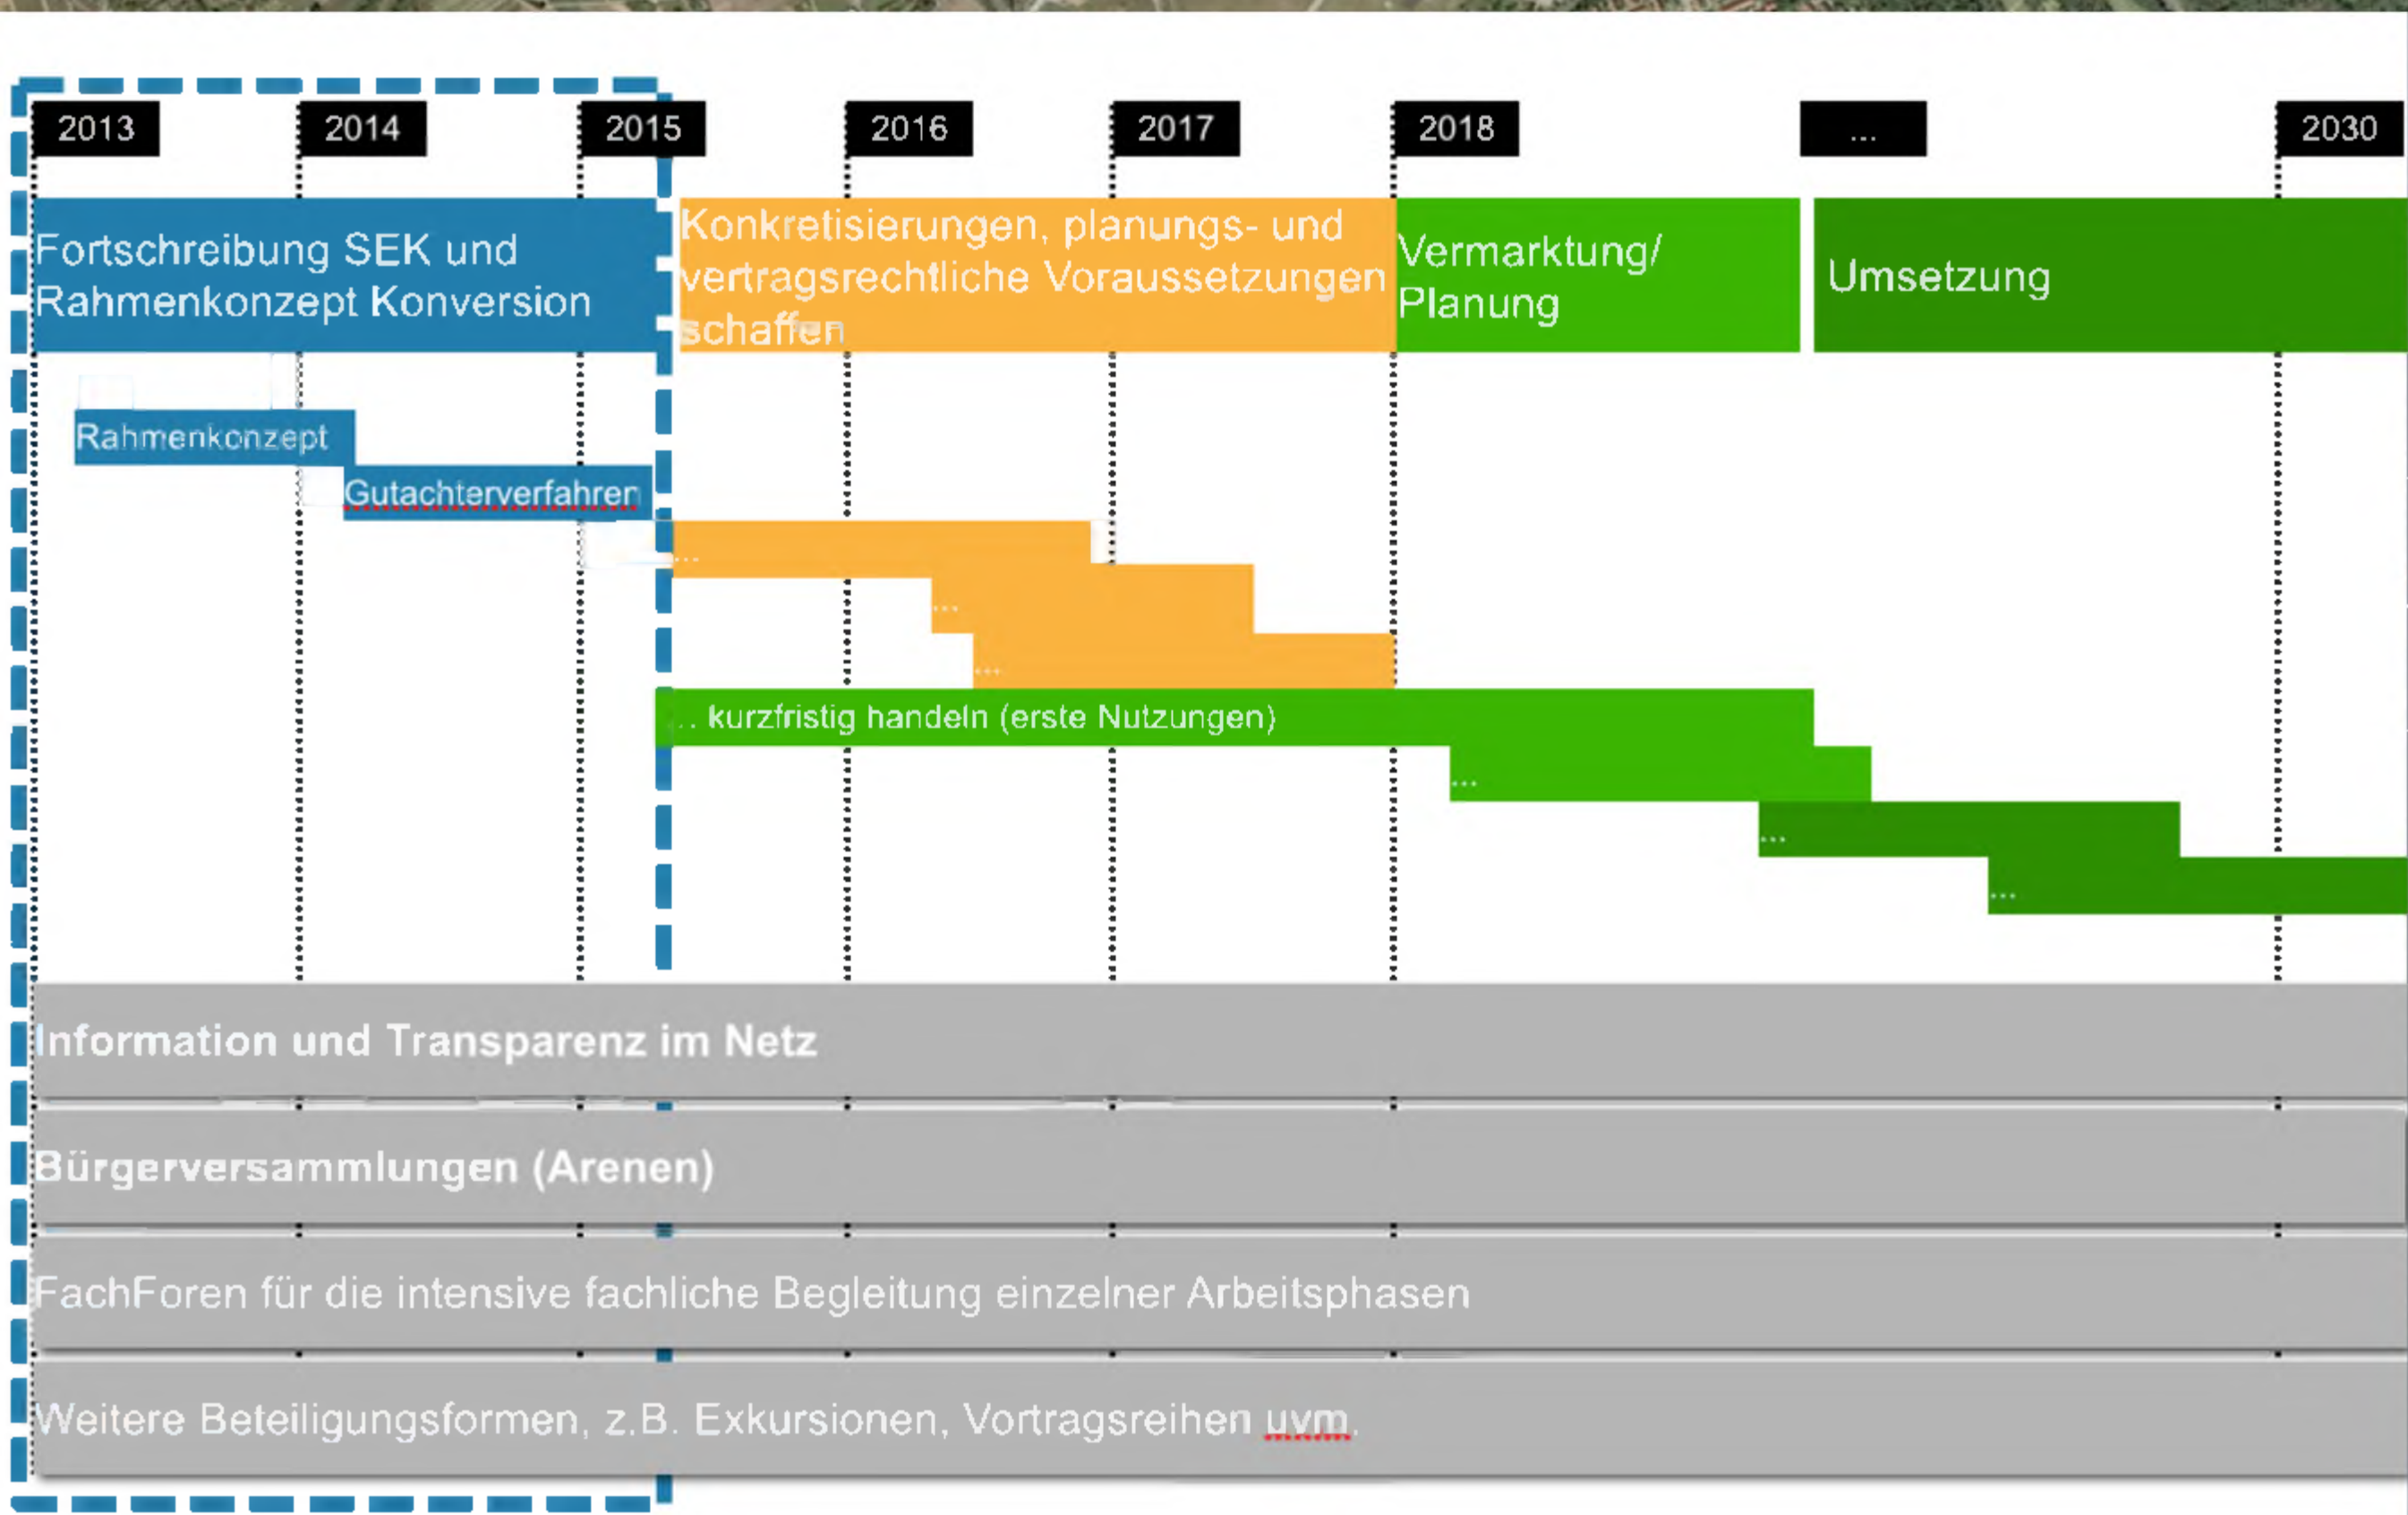 2013
2014
2015
2016
2017
2018
...
2030
Fortschreibung SEK und
Rahmenkonzept Konversion
Konkretisierungen, planungs- und
vertragsrechtliche Voraussetzungen
schaffen
Vermarktung/
Planung
Umsetzung
Rahmenkonzept
Gutachterverfahren
...
...
...
.. kurzfristig handeln (erste Nutzungen)
...
...
...
Information und Transparenz im Netz
Bürgerversammlungen (Arenen)
FachForen für die intensive fachliche Begleitung einzelner Arbeitsphasen
Weitere Beteiligungsformen, z.B. Exkursionen, Vortragsreihen uvm.